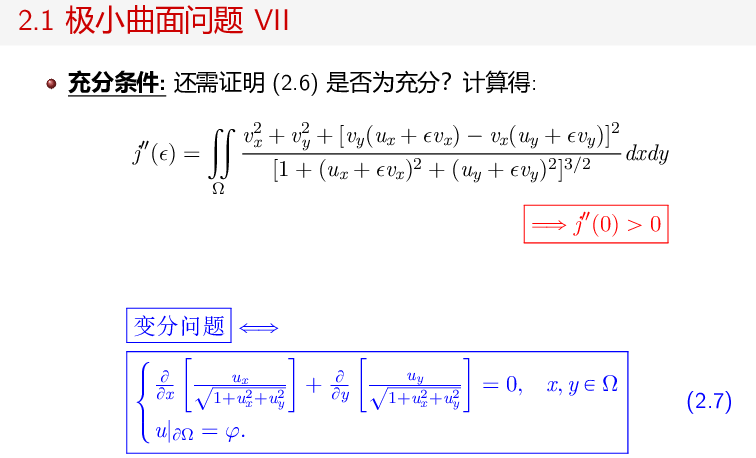 2.1 极小曲面问题 VII
充分条件: 还需证明 (2.6) 是否为充分？计算得:
$j''(\epsilon) = \iint\limits_{\Omega} \frac{v_x^2 + v_y^2 + [v_y(u_x + \epsilon v_x) - v_x(u_y + \epsilon v_y)]^2}{[1 + (u_x + \epsilon v_x)^2 + (u_y + \epsilon v_y)^2]^{3/2}} dxdy$
$\Longrightarrow j''(0) > 0$
变分问题 $\Longleftrightarrow$
$\begin{cases} \frac{\partial}{\partial x} \left[ \frac{u_x}{\sqrt{1+u_x^2+u_y^2}} \right] + \frac{\partial}{\partial y} \left[ \frac{u_y}{\sqrt{1+u_x^2+u_y^2}} \right] = 0, \quad x, y \in \Omega \\ u|_{\partial\Omega} = \varphi. \end{cases}$ (2.7)